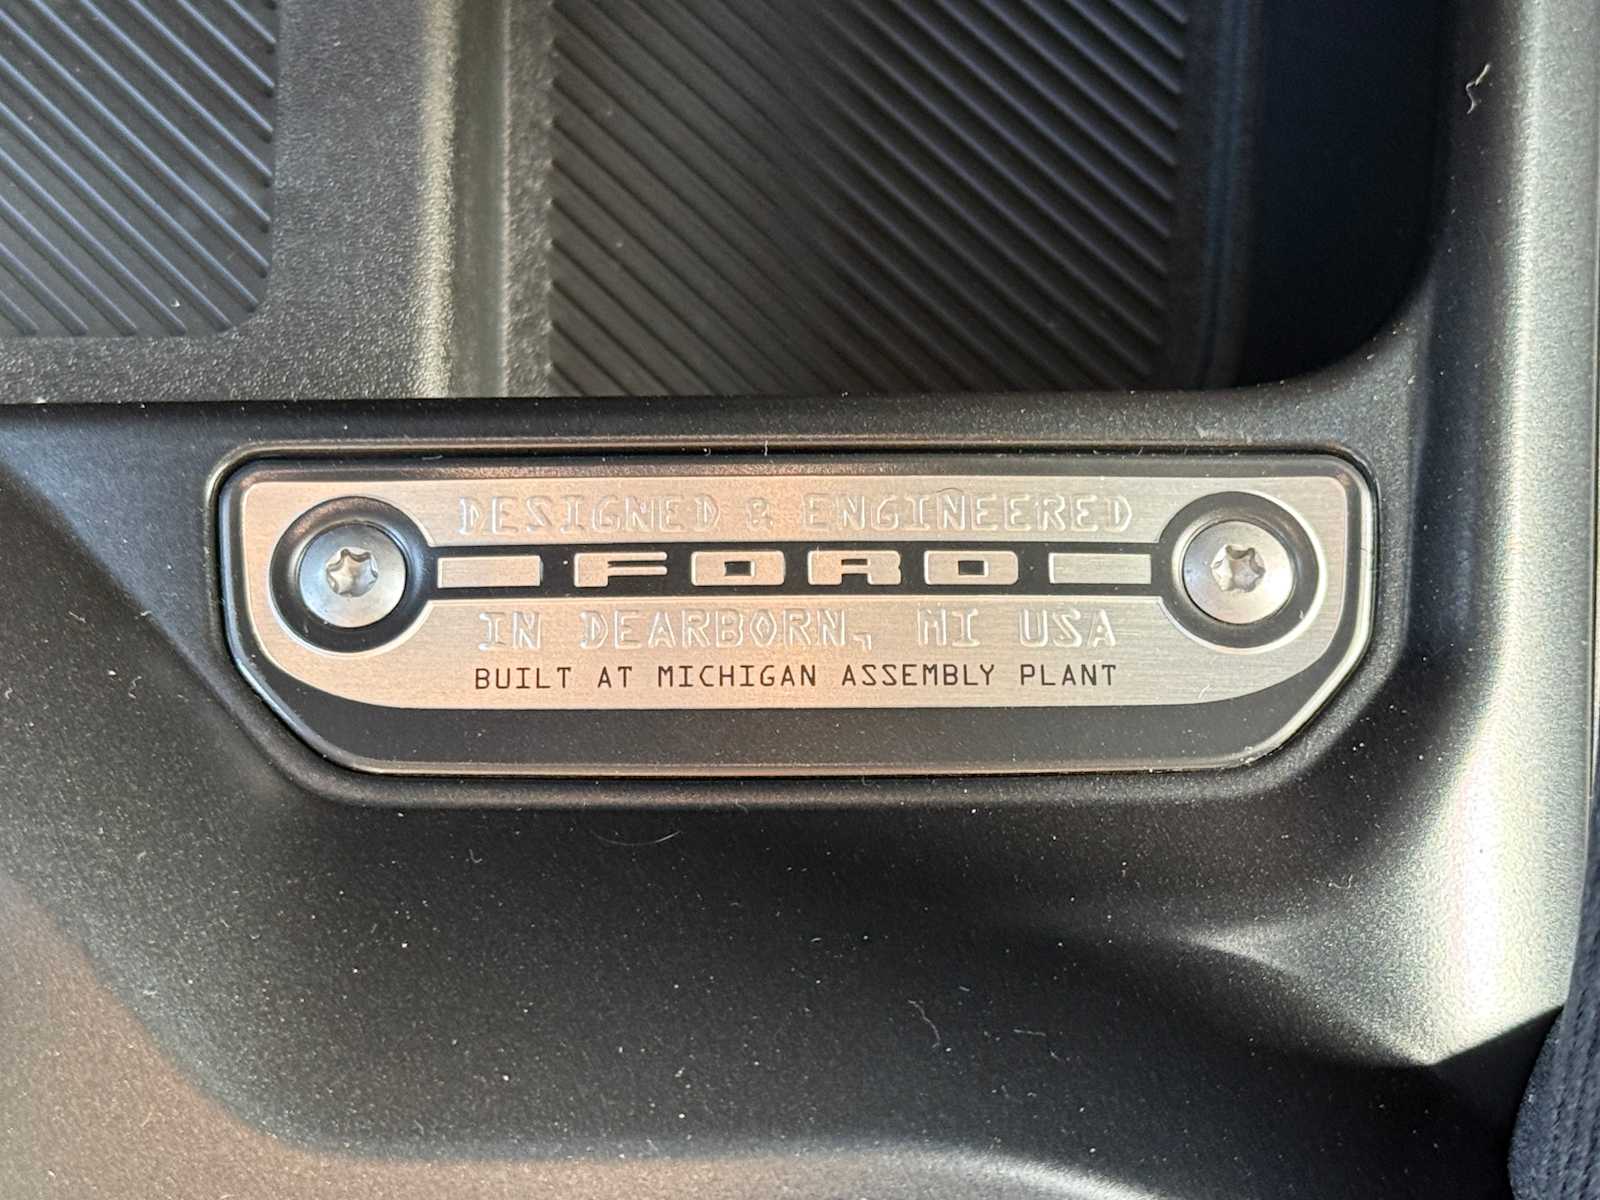 DESIGNED & ENGINEERED
FORD
IN DEARBORN, MI USA
BUILT AT MICHIGAN ASSEMBLY PLANT